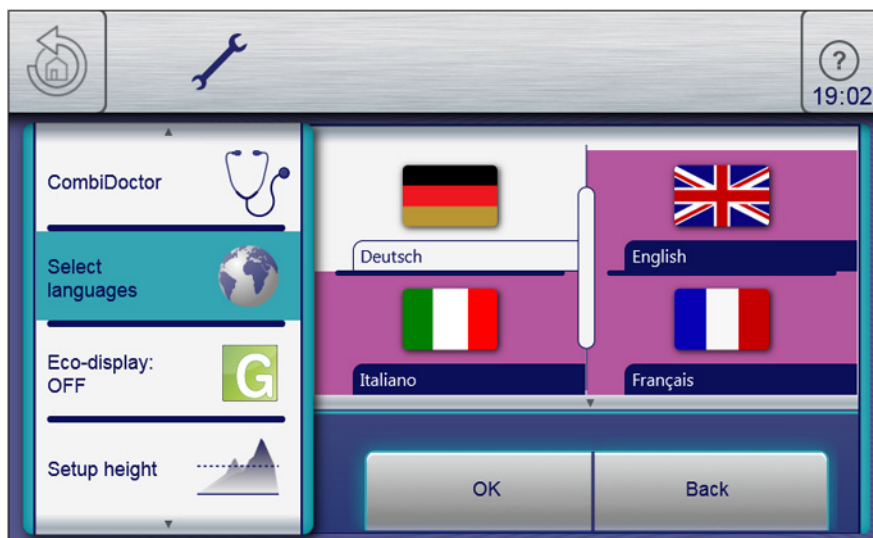 ?
19:02
CombiDoctor
Select
languages
Eco-display:
OFF
G
Setup height
Deutsch
English
Italiano
Français
OK
Back